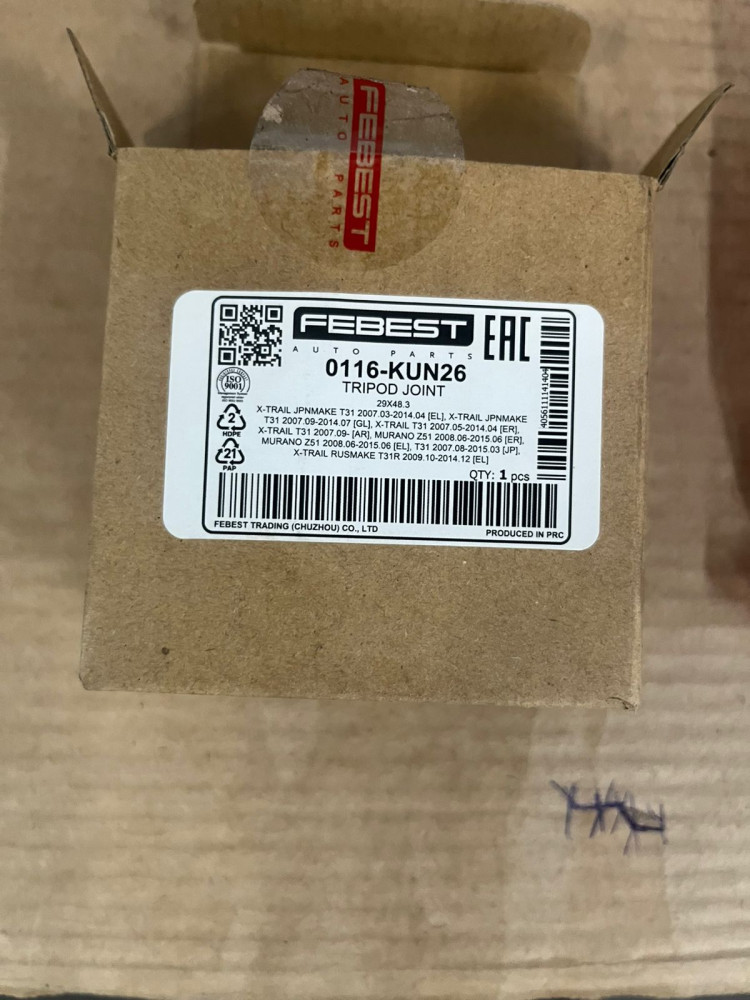 FEBEST
AUTO PARTS
FEBEST
AUTO PARTS
EAC
ISO
9001
2
HDPE
21
PAP
0116-KUN26
TRIPOD JOINT
29X48.3
X-TRAIL JPNMAKE T31 2007.03-2014.04 [EL], X-TRAIL JPNMAKE
T31 2007.09-2014.07 [GL], X-TRAIL T31 2007.05-2014.04 [ER],
X-TRAIL T31 2007.09- [AR], MURANO Z51 2008.06-2015.06 [ER],
MURANO Z51 2008.06-2015.06 [EL], T31 2007.08-2015.03 [JP],
X-TRAIL RUSMAKE T31R 2009.10-2014.12 [EL]
QTY: 1 pcs
4056111141404
FEBEST TRADING (CHUZHOU) CO., LTD
PRODUCED IN PRC